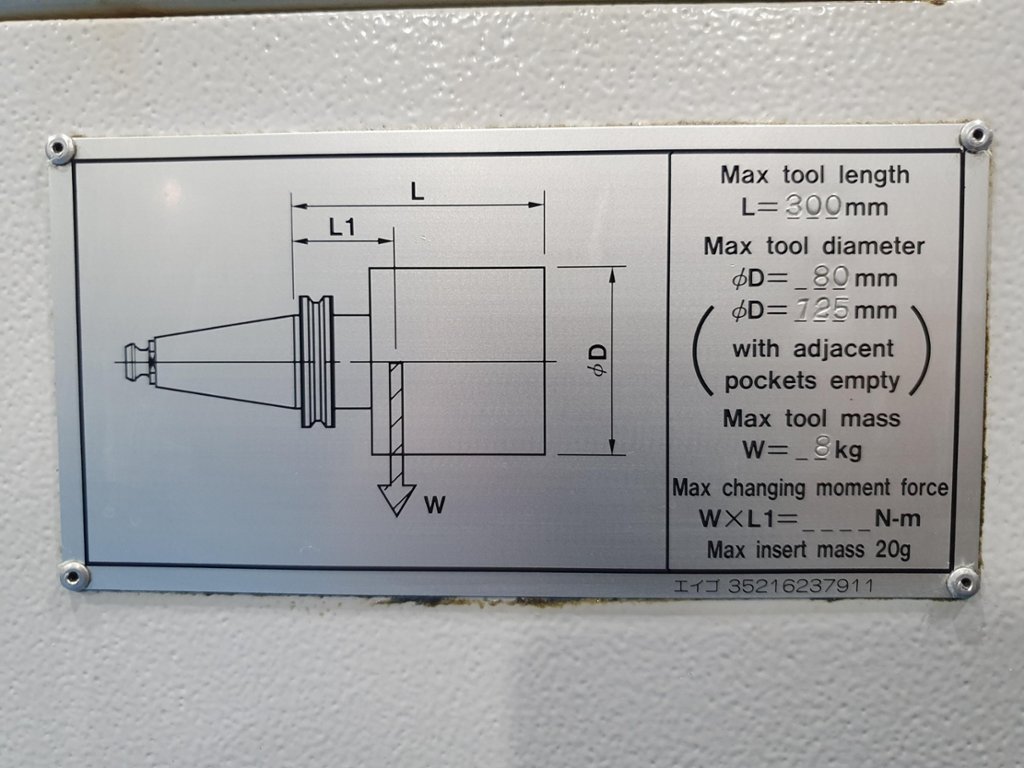 L
L1
φD
W
Max tool length
L=300mm
Max tool diameter
φD=_80mm
φD=125mm
(with adjacent
pockets empty)
Max tool mass
W=_8kg
Max changing moment force
W×L1=____N-m
Max insert mass 20g
エイゴ 35216237911